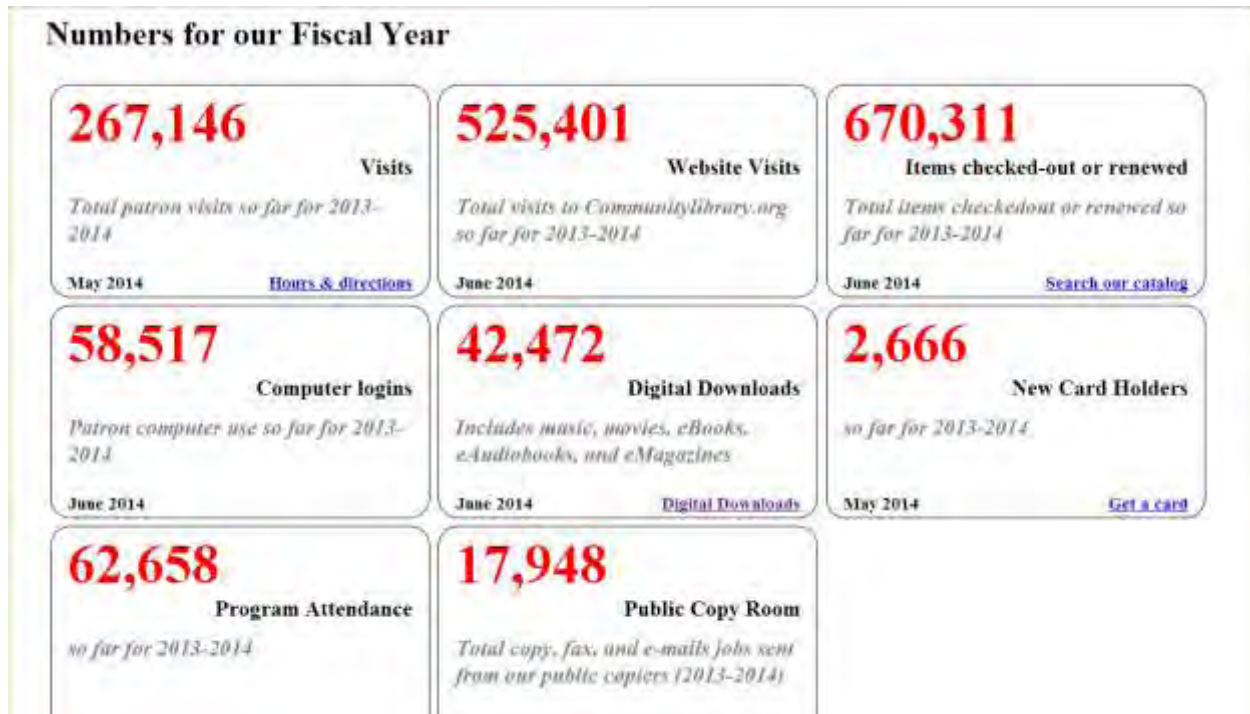 Numbers for our Fiscal Year
267,146
Visits
Total patron visits so far for 2013-
2014
May 2014 Hours & directions
525,401
Website Visits
Total visits to Communitylibrary.org
so far for 2013-2014
June 2014
670,311
Items checked-out or renewed
Total items checkedout or renewed so
far for 2013-2014
June 2014 Search our catalog
58,517
Computer logins
Patron computer use so far for 2013-
2014
June 2014
42,472
Digital Downloads
Includes music, movies, eBooks,
eAudiobooks, and eMagazines
June 2014 Digital Downloads
2,666
New Card Holders
so far for 2013-2014
May 2014 Get a card
62,658
Program Attendance
so far for 2013-2014
17,948
Public Copy Room
Total copy, fax, and e-mails jobs sent
from our public copiers (2013-2014)